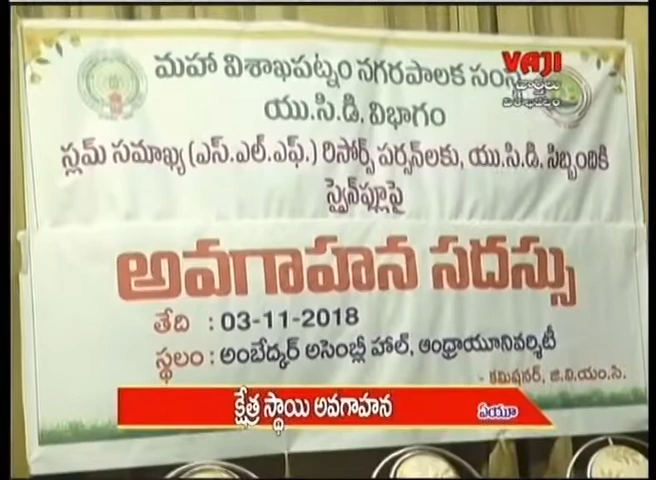 మహా విశాఖపట్నం నగరపాలక
VAJI
యు.సి.డి. విభాగం
స్లమ్ సమాఖ్య (ఎస్.ఎల్.ఎఫ్.) రిసోర్స్ పర్సన్‌లకు, యు.సి.డి. సిబ్బందికి
స్వైన్‌ఫ్లూపై
అవగాహన సదస్సు
తేది : 03-11-2018
స్థలం : అంబేద్కర్ అసెంబ్లీ హాల్, ఆంధ్రాయూనివర్శిటీ
- కమిషనర్, జి.వి.యం.సి.
క్షేత్ర స్థాయి అవగాహన
ఏయూ